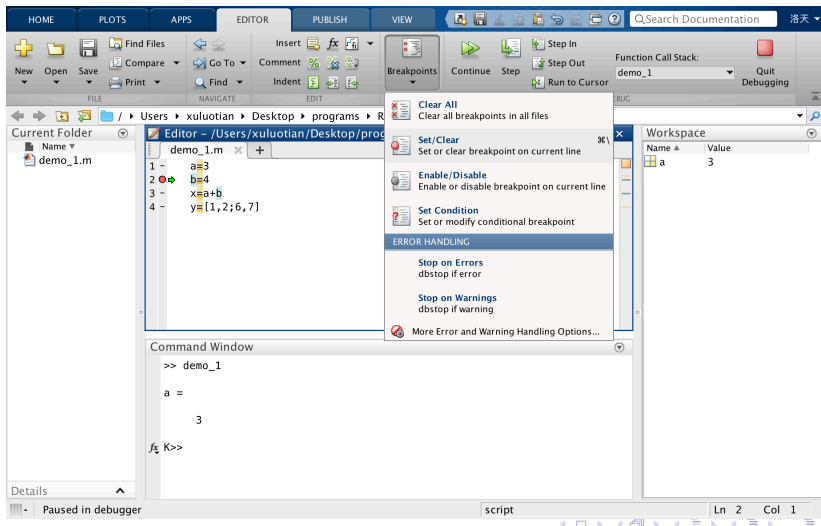 HOME PLOTS APPS EDITOR PUBLISH VIEW Search Documentation 洛天
New Open Save Find Files Compare Print
Go To Find
Insert fx Comment Indent
Breakpoints Continue Step Step In Step Out Run to Cursor
Function Call Stack:
demo_1
Quit Debugging
FILE NAVIGATE EDIT
/ Users xuluotian Desktop programs
Current Folder
Name
demo_1.m
Details
Editor – /Users/xuluotian/Desktop/prog
demo_1.m
1 - a=3
2 b=4
3 - x=a+b
4 - y=[1,2;6,7]
Clear All
Clear all breakpoints in all files
Set/Clear ⌘\
Set or clear breakpoint on current line
Enable/Disable
Enable or disable breakpoint on current line
Set Condition
Set or modify conditional breakpoint
ERROR HANDLING
Stop on Errors
dbstop if error
Stop on Warnings
dbstop if warning
More Error and Warning Handling Options...
Workspace
Name Value
a 3
Command Window
>> demo_1
a =
3
fx K>>
Paused in debugger script Ln 2 Col 1